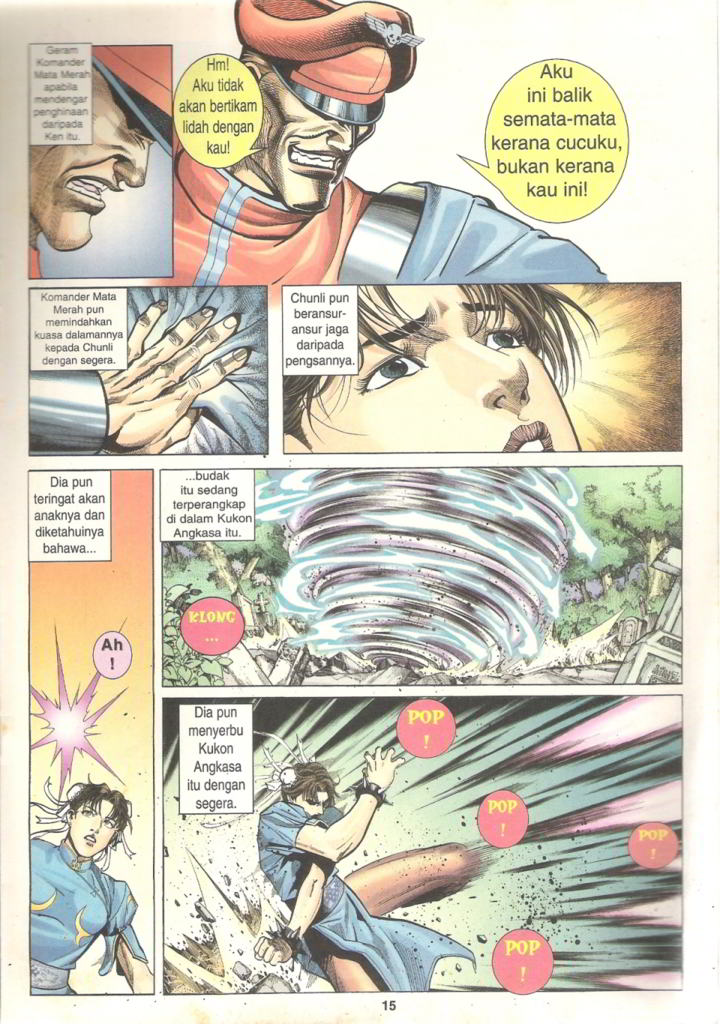 Geram
Komander
Mata Merah
apabila
mendengar
penghinaan
daripada
Ken itu.
Hm!
Aku tidak
akan bertikam
lidah dengan
kau!
Aku
ini balik
semata-mata
kerana cucuku,
bukan kerana
kau ini!
Komander Mata
Merah pun
memindahkan
kuasa dalamannya
kepada Chunli
dengan segera.
Chunli pun
beransur-
ansur jaga
daripada
pengsannya.
Dia pun
teringat akan
anaknya dan
diketahuinya
bahawa...
...budak
itu sedang
terperangkap
di dalam Kukon
Angkasa itu.
KLONG
...
Ah
!
Dia pun
menyerbu
Kukon
Angkasa
itu dengan
segera.
POP
!
POP
!
POP
!
POP
!
15